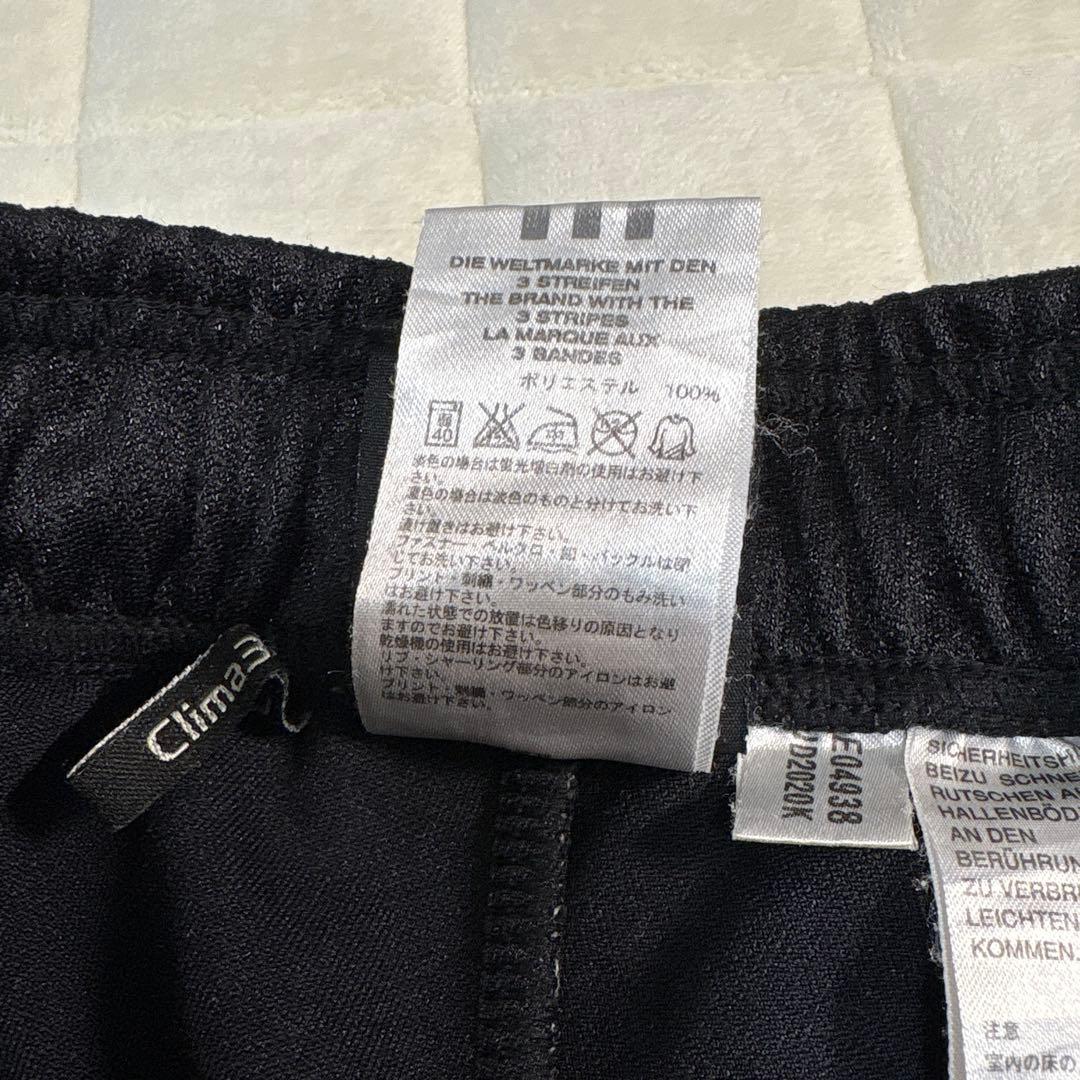 DIE WELTMARKE MIT DEN
3 STREIFEN
THE BRAND WITH THE
3 STRIPES
LA MARQUE AUX
3 BANDES
ポリエステル 100%
40
淡色の場合は蛍光増白剤の使用はお避け下
さい。
濃色の場合は淡色のものと分けてお洗い下
さい。
漬け置きはお避け下さい。
ファスナー・ベルクロ・釦・バックルは閉
じてお洗い下さい。
プリント・刺繍・ワッペン部分のもみ洗い
はお避け下さい。
濡れた状態での放置は色移りの原因となり
ますのでお避け下さい。
乾燥機の使用はお避け下さい。
リブ・シャーリング部分のアイロンはお避
け下さい。
プリント・刺繍・ワッペン部分のアイロン
はお避け下さい。
Clima3
E04938
D2020K
SICHERHEITSH
BEIZU SCHNE
RUTSCHEN A
HALLENBÖD
AN DEN
BERÜHRUN
ZU VERBR
LEICHTEN
KOMMEN.
注意
室内の床の